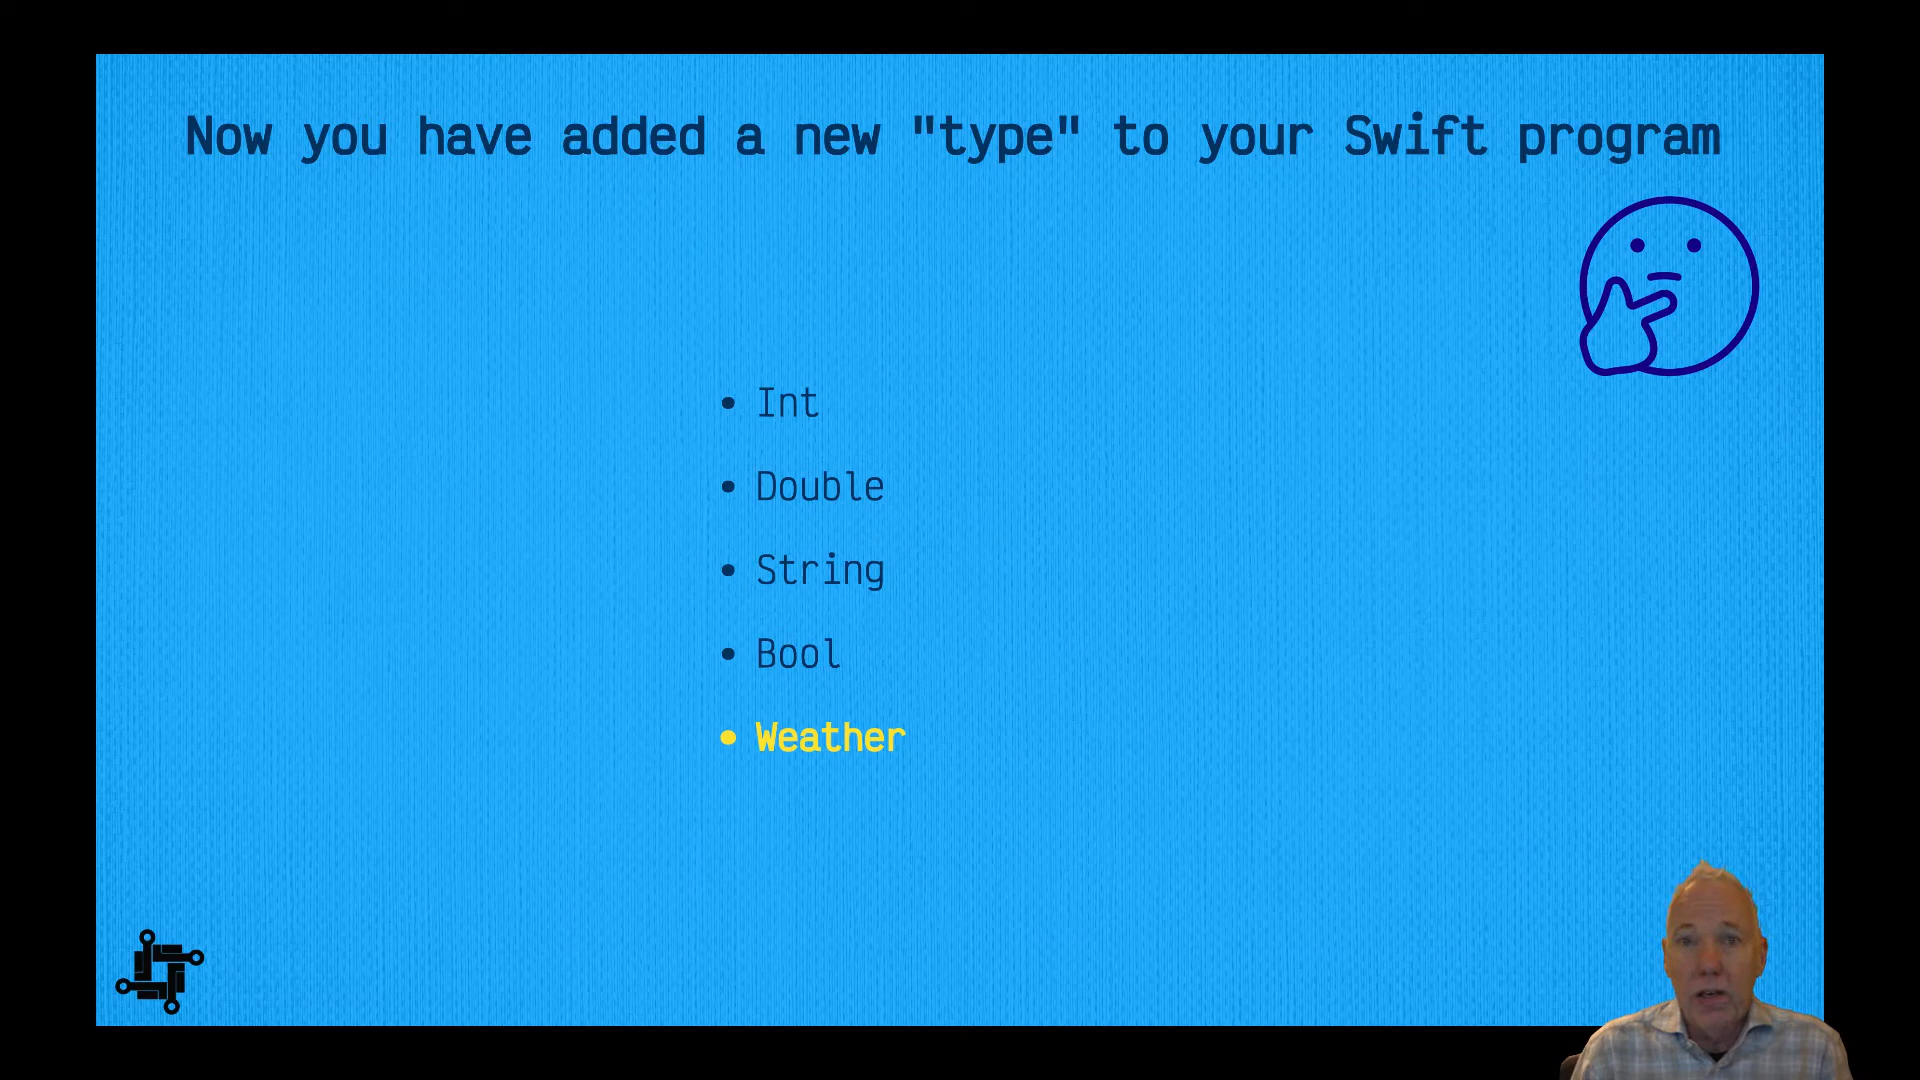 Now you have added a new "type" to your Swift program
• Int
• Double
• String
• Bool
• Weather